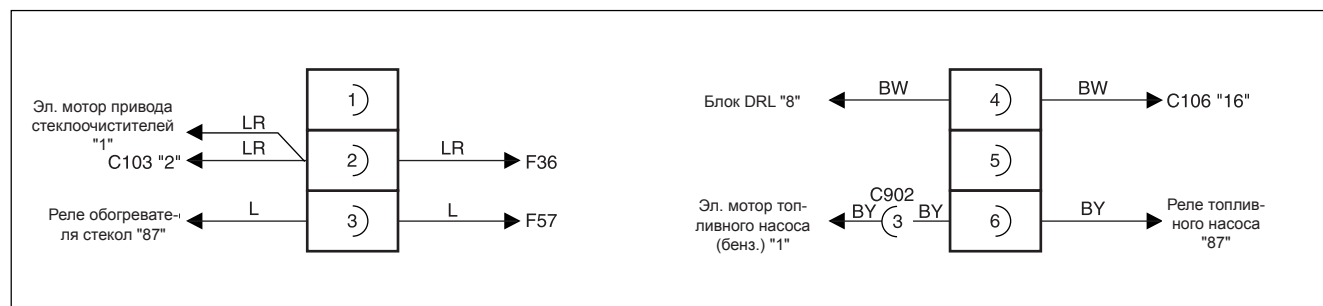 1
Эл. мотор привода
стеклоочистителей
"1"
LR
C103 "2"
LR
2
LR
F36
Реле обогревате-
ля стекол "87"
L
3
L
F57
Блок DRL "8"
BW
4
BW
C106 "16"
5
Эл. мотор топ-
ливного насоса
(бенз.) "1"
BY
C902
3
BY
6
BY
Реле топлив-
ного насоса
"87"